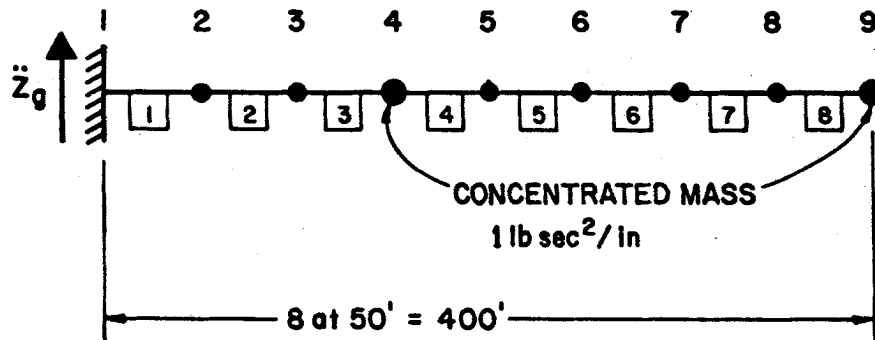 1 2 3 4 5 6 7 8 9
z̈g
1 2 3 4 5 6 7 8
CONCENTRATED MASS
1 lb sec²/in
8 at 50' = 400'